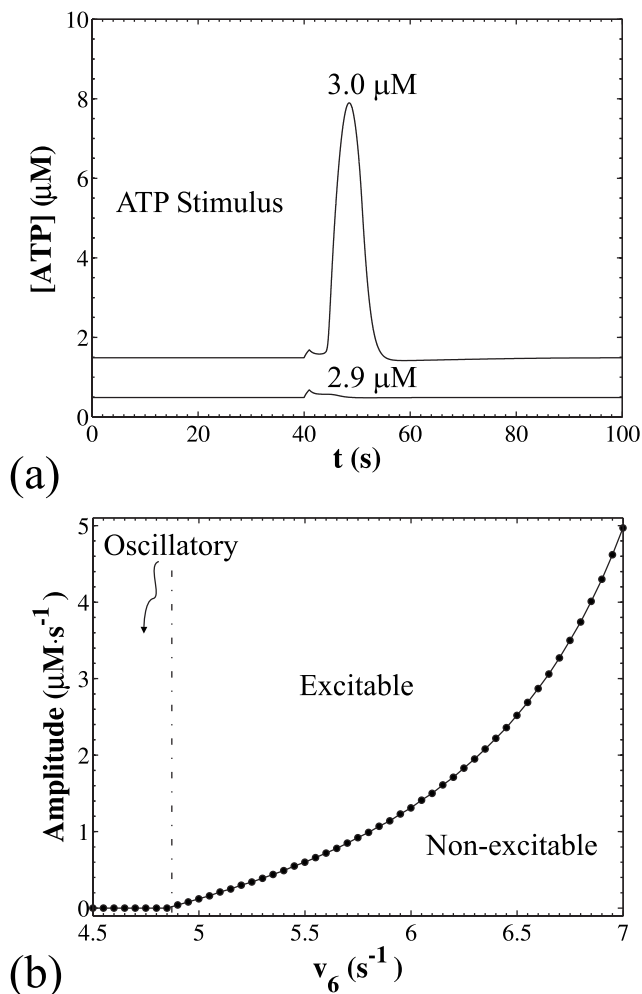 10
8
6
4
2
0
[ATP] (μM)
3.0 μM
ATP Stimulus
2.9 μM
0 20 40 60 80 100
t (s)
(a)
5
4
3
2
1
0
Amplitude (μM·s⁻¹)
Oscillatory
Excitable
Non-excitable
4.5 5 5.5 6 6.5 7
v₆ (s⁻¹)
(b)